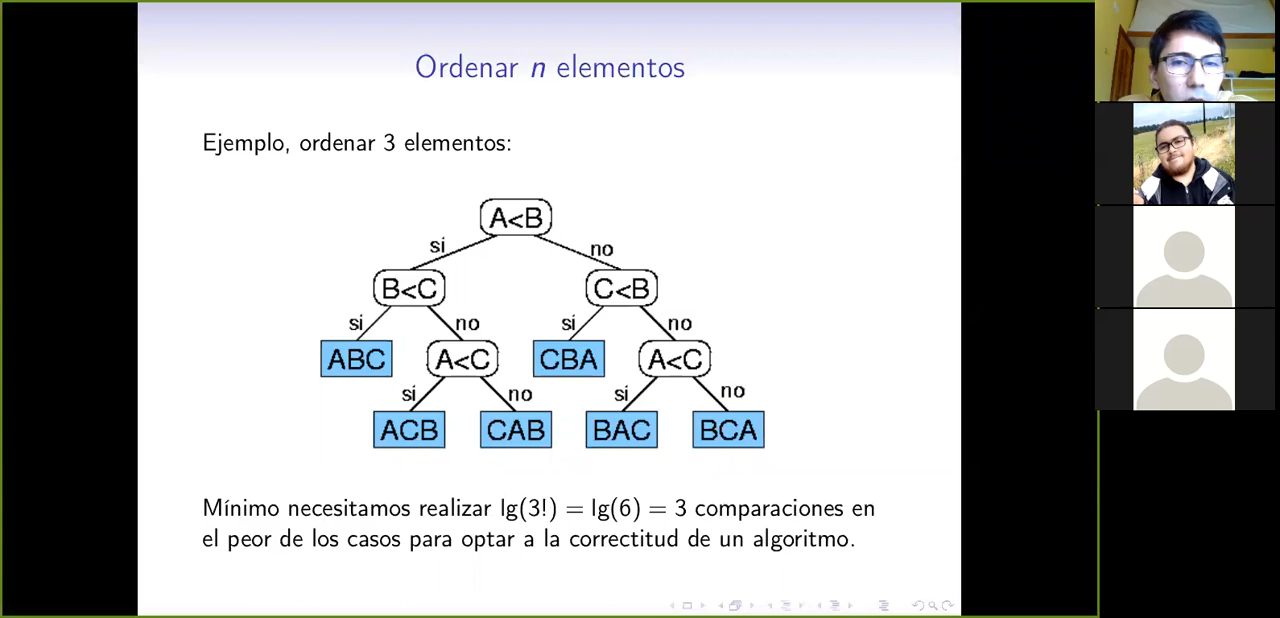 Ordenar n elementos
Ejemplo, ordenar 3 elementos:
A<B
si
no
B<C
C<B
si
no
si
no
ABC
A<C
CBA
A<C
si
no
si
no
ACB
CAB
BAC
BCA
Mínimo necesitamos realizar lg(3!) = lg(6) = 3 comparaciones en
el peor de los casos para optar a la correctitud de un algoritmo.